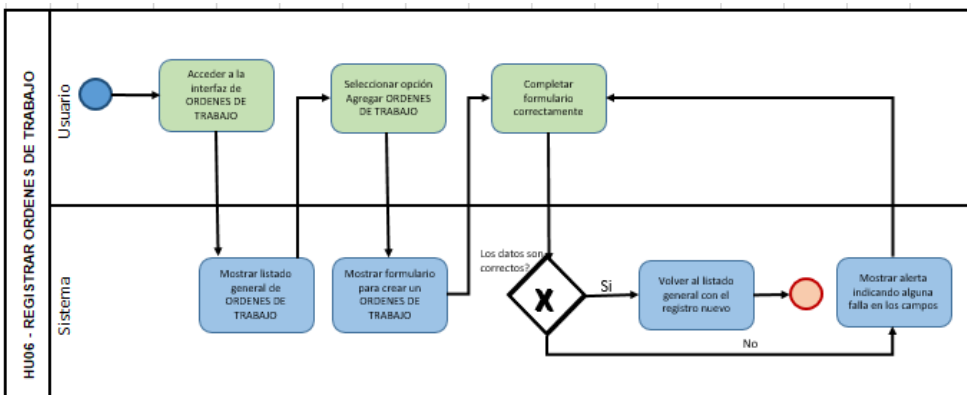 HU06 - REGISTRAR ORDENES DE TRABAJO
Usuario
Acceder a la
interfaz de
ORDENES DE
TRABAJO
Seleccionar opción
Agregar ORDENES
DE TRABAJO
Completar
formulario
correctamente
Sistema
Mostrar listado
general de
ORDENES DE
TRABAJO
Mostrar formulario
para crear un
ORDENES DE
TRABAJO
Los datos son
correctos?
X
Si
Volver al listado
general con el
registro nuevo
Mostrar alerta
indicando alguna
falla en los campos
No